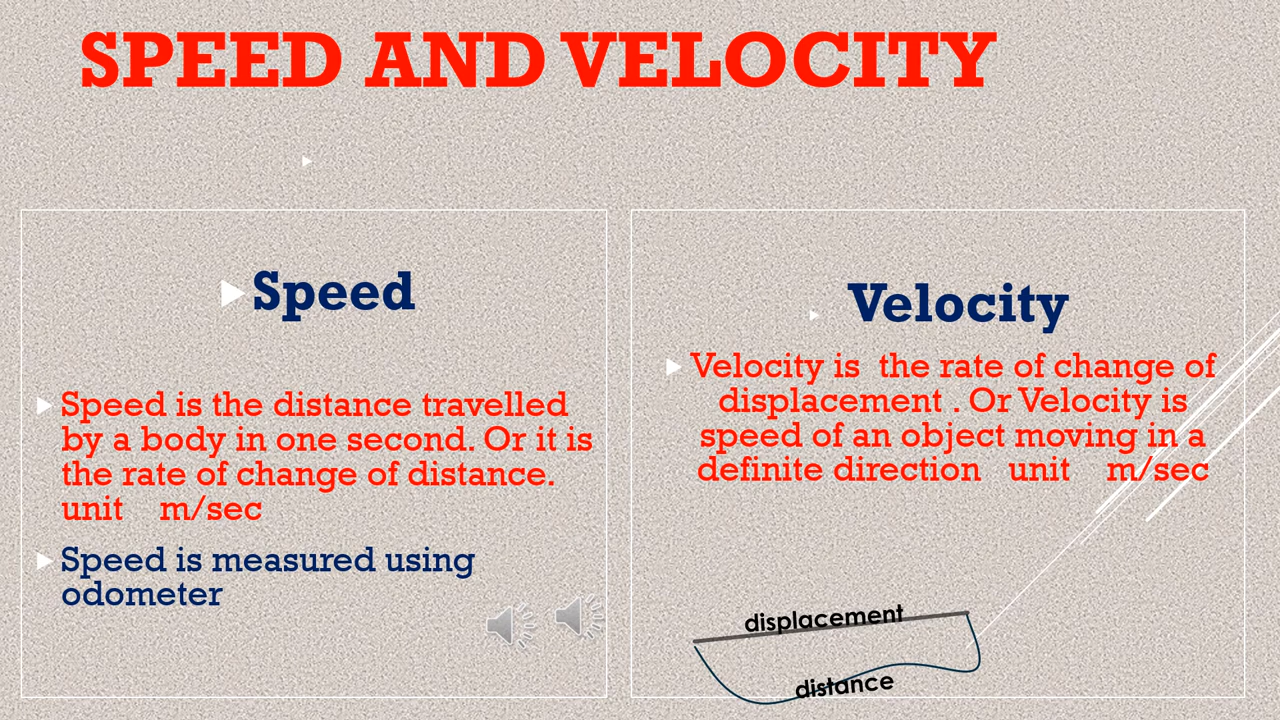 SPEED AND VELOCITY
Speed
Speed is the distance travelled
by a body in one second. Or it is
the rate of change of distance.
unit m/sec
Speed is measured using
odometer
Velocity
Velocity is the rate of change of
displacement . Or Velocity is
speed of an object moving in a
definite direction unit m/sec
displacement
distance